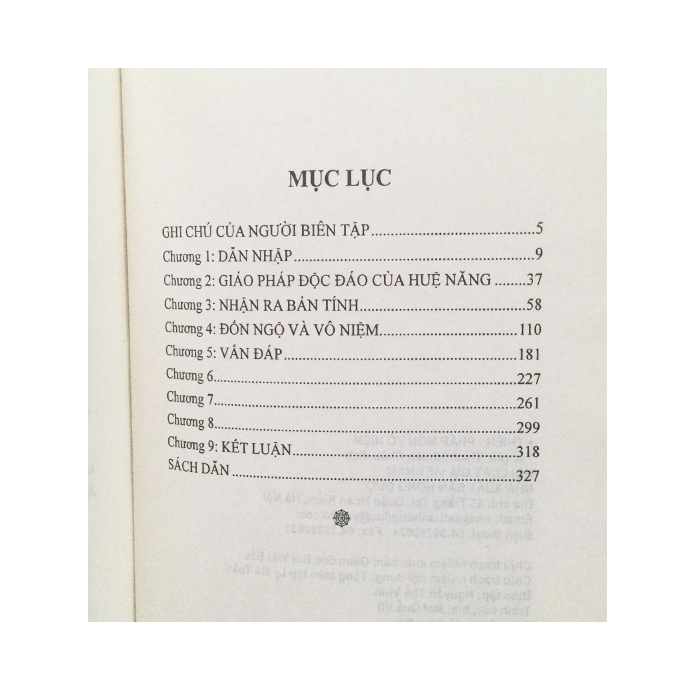 MỤC LỤC
GHI CHÚ CỦA NGƯỜI BIÊN TẬP.........................5
Chương 1: DẪN NHẬP.........................9
Chương 2: GIÁO PHÁP ĐỘC ĐÁO CỦA HUỆ NĂNG ........37
Chương 3: NHẬN RA BẢN TÍNH.........................58
Chương 4: ĐỐN NGỘ VÀ VÔ NIỆM.........................110
Chương 5: VẤN ĐÁP.........................181
Chương 6.........................227
Chương 7.........................261
Chương 8.........................299
Chương 9: KẾT LUẬN.........................318
SÁCH DẪN.........................327